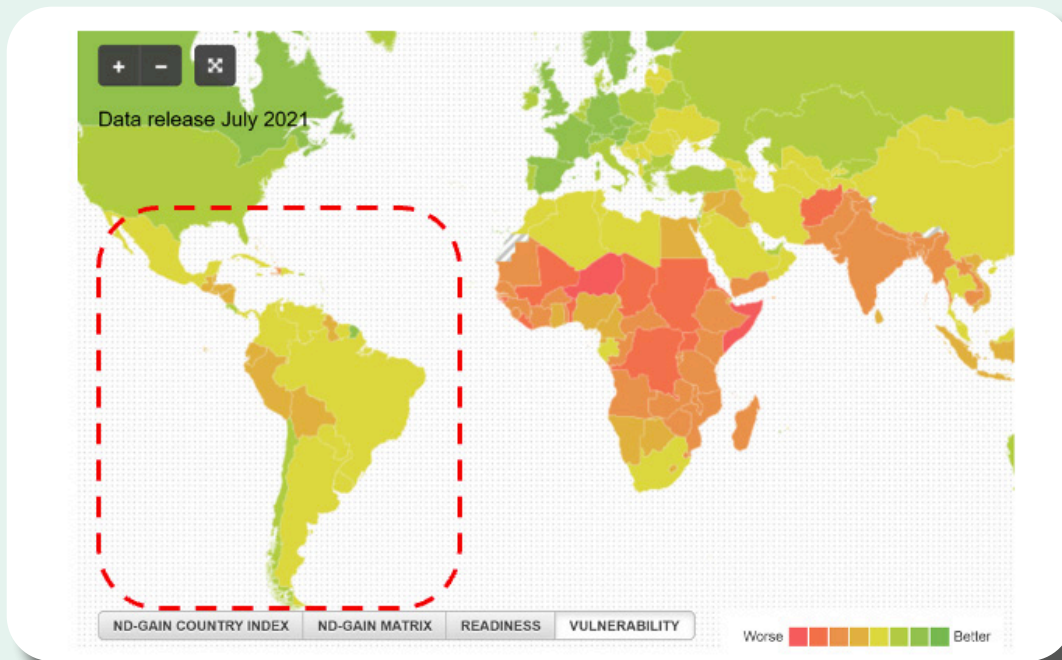 + -
Data release July 2021
ND-GAIN COUNTRY INDEX ND-GAIN MATRIX READINESS VULNERABILITY
Worse Better